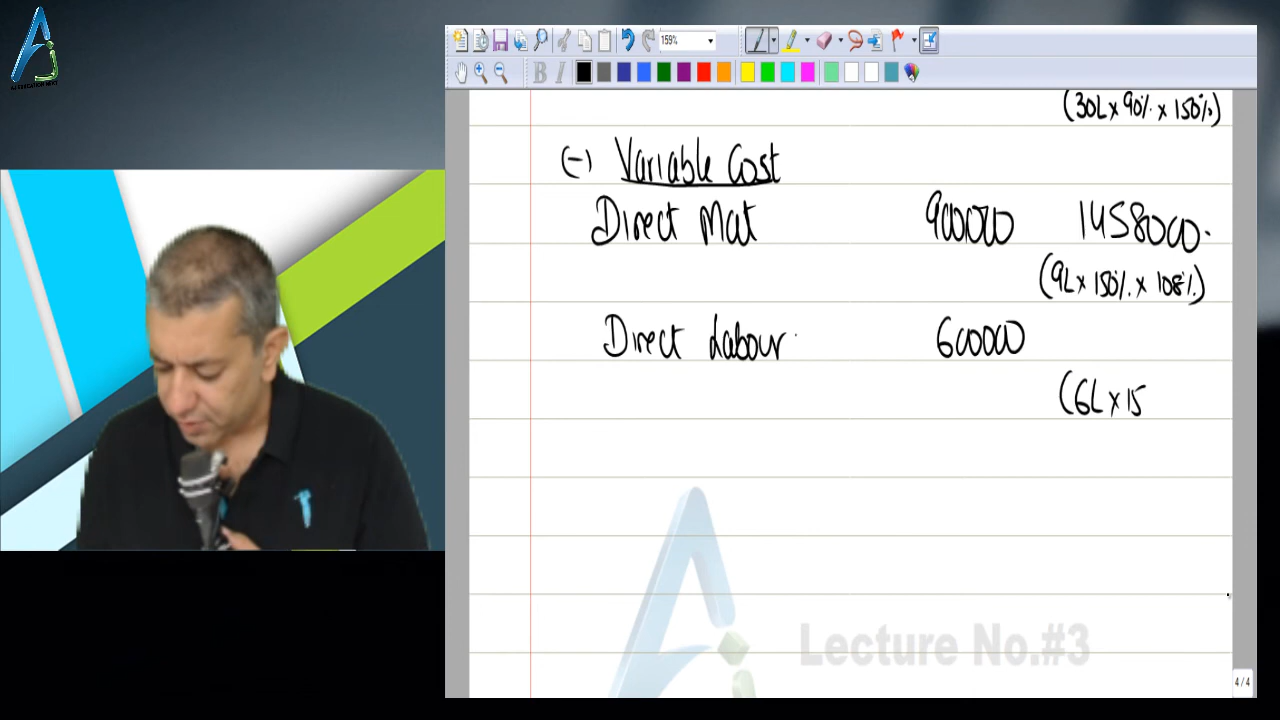 159%
B I
(30L x 90% x 150%)
(-) Variable Cost
Direct Mat 900000 1458000
(9L x 150% x 108%)
Direct Labour 600000
(6L x 15
Lecture No.#3
4/4